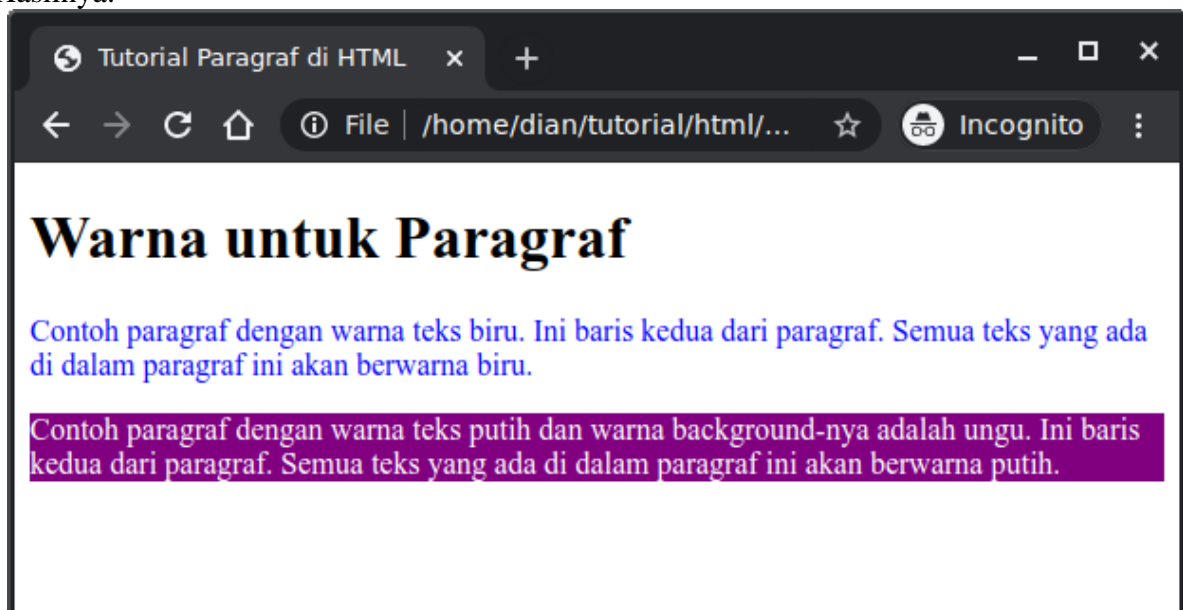 Tutorial Paragraf di HTML
File /home/dian/tutorial/html/...
Incognito
Warna untuk Paragraf
Contoh paragraf dengan warna teks biru. Ini baris kedua dari paragraf. Semua teks yang ada
di dalam paragraf ini akan berwarna biru.
Contoh paragraf dengan warna teks putih dan warna background-nya adalah ungu. Ini baris
kedua dari paragraf. Semua teks yang ada di dalam paragraf ini akan berwarna putih.